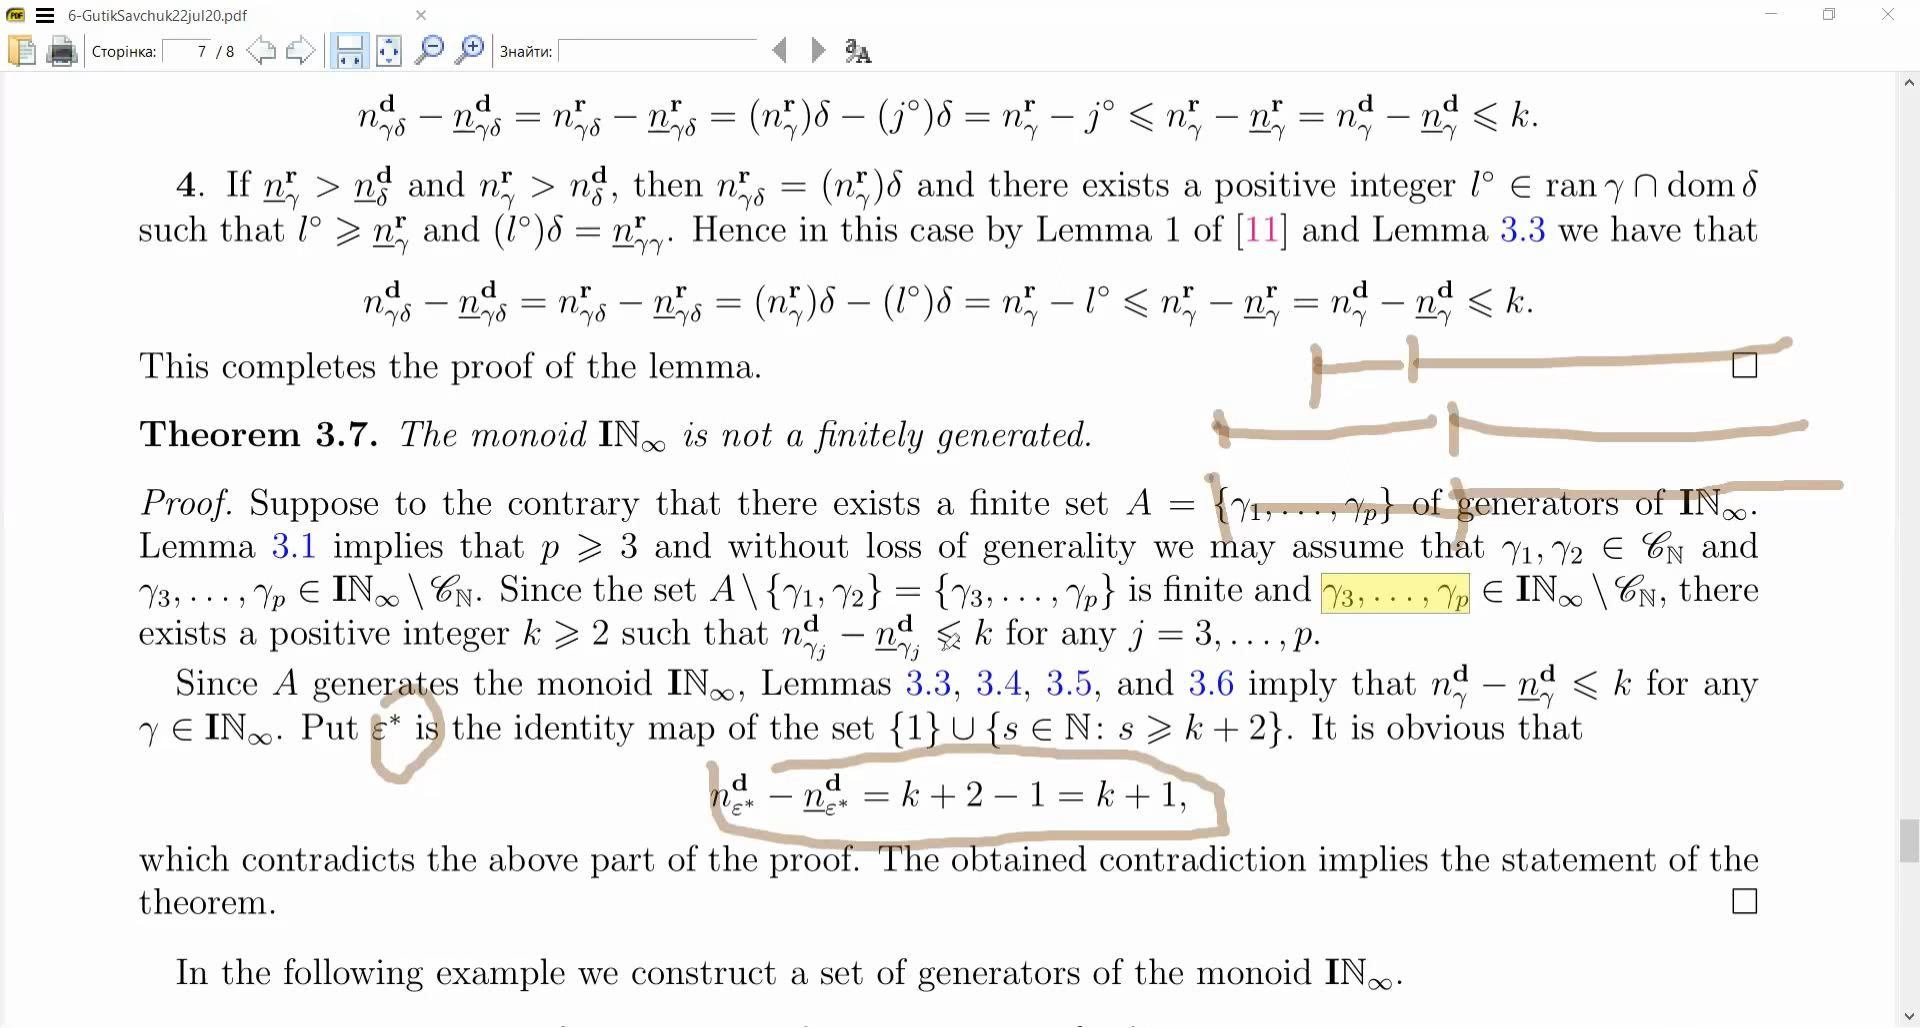 6-GutikSavchuk22jul20.pdf
Сторінка: 7 / 8 Знайти:
n^d_{γδ} − n̲^d_{γδ} = n^r_{γδ} − n̲^r_{γδ} = (n^r_γ)δ − (j°)δ = n^r_γ − j° ⩽ n^r_γ − n̲^r_γ = n^d_γ − n̲^d_γ ⩽ k.
4. If n̲^r_γ > n̲^d_δ and n^r_γ > n^d_δ, then n^r_{γδ} = (n^r_γ)δ and there exists a positive integer l° ∈ ran γ ∩ dom δ
such that l° ⩾ n̲^r_γ and (l°)δ = n̲^r_{γγ}. Hence in this case by Lemma 1 of [11] and Lemma 3.3 we have that
n^d_{γδ} − n̲^d_{γδ} = n^r_{γδ} − n̲^r_{γδ} = (n^r_γ)δ − (l°)δ = n^r_γ − l° ⩽ n^r_γ − n̲^r_γ = n^d_γ − n̲^d_γ ⩽ k.
This completes the proof of the lemma. □
Theorem 3.7. The monoid IN_∞ is not a finitely generated.
Proof. Suppose to the contrary that there exists a finite set A = {γ₁, . . . , γ_p} of generators of IN_∞.
Lemma 3.1 implies that p ⩾ 3 and without loss of generality we may assume that γ₁, γ₂ ∈ 𝒞_ℕ and
γ₃, . . . , γ_p ∈ IN_∞ \ 𝒞_ℕ. Since the set A \ {γ₁, γ₂} = {γ₃, . . . , γ_p} is finite and γ₃, . . . , γ_p ∈ IN_∞ \ 𝒞_ℕ, there
exists a positive integer k ⩾ 2 such that n^d_{γ_j} − n̲^d_{γ_j} ⩽ k for any j = 3, . . . , p.
Since A generates the monoid IN_∞, Lemmas 3.3, 3.4, 3.5, and 3.6 imply that n^d_γ − n̲^d_γ ⩽ k for any
γ ∈ IN_∞. Put ε* is the identity map of the set {1} ∪ {s ∈ ℕ: s ⩾ k + 2}. It is obvious that
n^d_{ε*} − n̲^d_{ε*} = k + 2 − 1 = k + 1,
which contradicts the above part of the proof. The obtained contradiction implies the statement of the
theorem. □
In the following example we construct a set of generators of the monoid IN_∞.